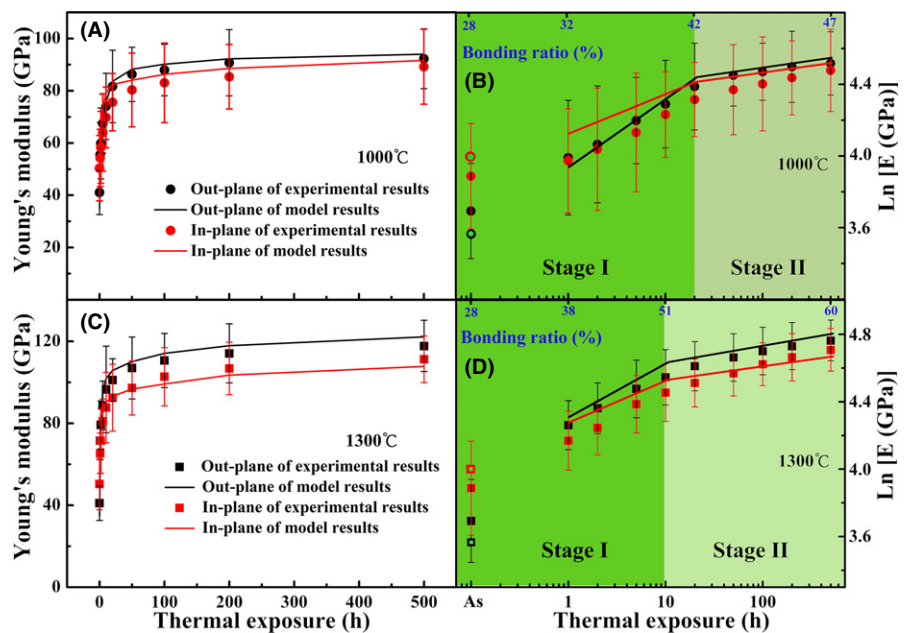 (A)
Young's modulus (GPa)
100
80
60
40
20
0
1000℃
Out-plane of experimental results
Out-plane of model results
In-plane of experimental results
In-plane of model results
28 32 42 47
Bonding ratio (%)
(B)
4.4
4.0
3.6
Ln [E (GPa)]
1000℃
Stage I Stage II
(C)
Young's modulus (GPa)
120
80
40
0
1300℃
Out-plane of experimental results
Out-plane of model results
In-plane of experimental results
In-plane of model results
0 100 200 300 400 500
Thermal exposure (h)
28 38 51 60
Bonding ratio (%)
(D)
4.8
4.4
4.0
3.6
Ln [E (GPa)]
1300℃
Stage I Stage II
As 1 10 100
Thermal exposure (h)